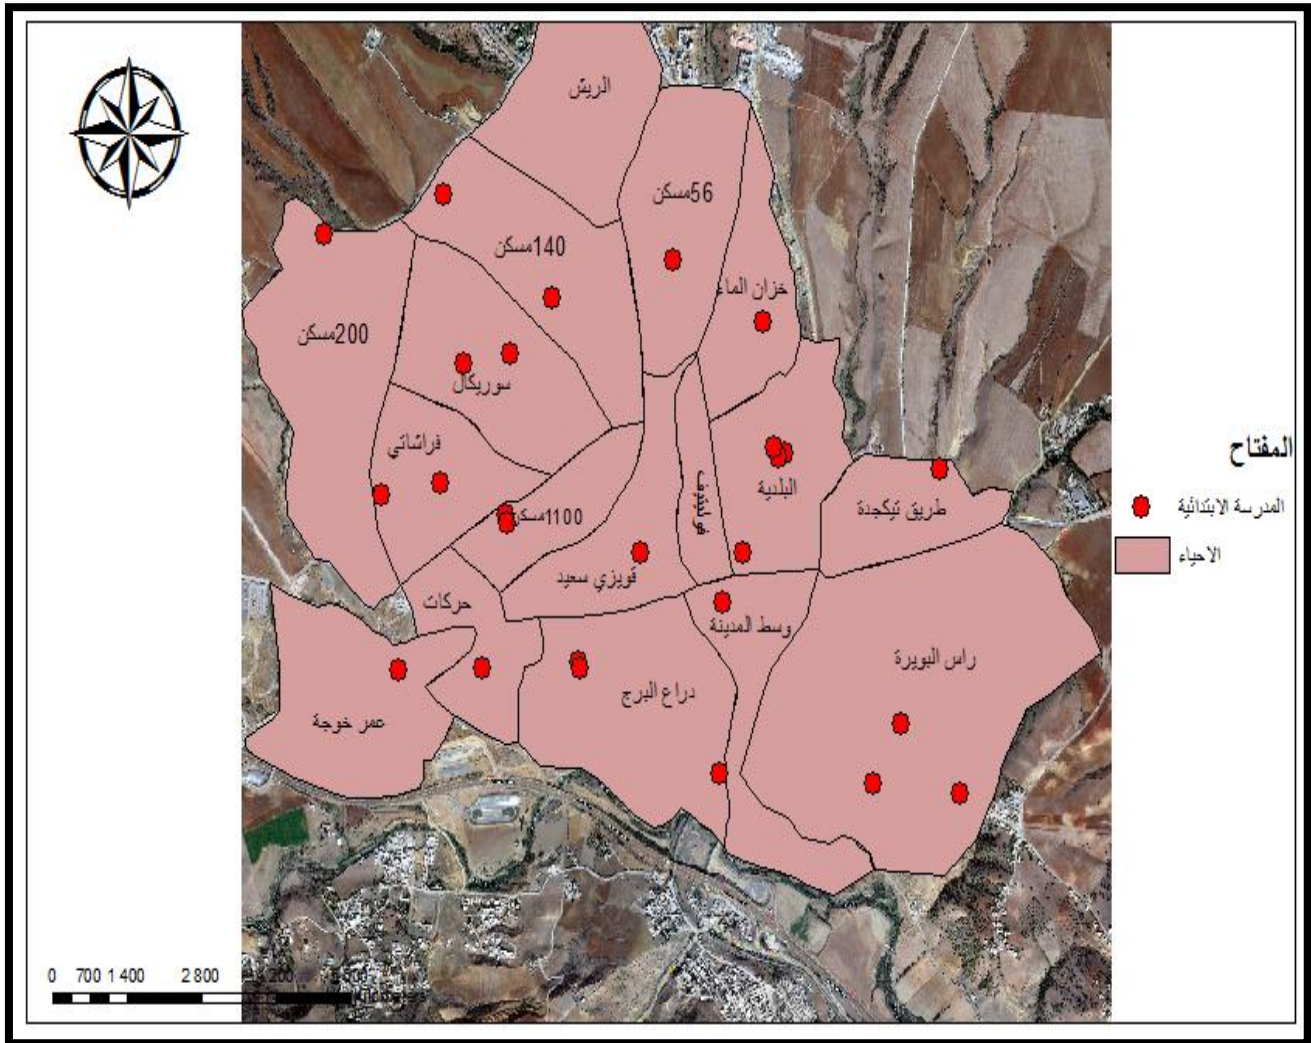 الريش
56مسكن
140مسكن
خزان الماء
200مسكن
سوريكال
فراشاتي
المفتاح
البلدية
المدرسة الابتدائية
طريق تيكجدة
1100مسكن
الاحياء
قويزي سعيد
حركات
وسط المدينة
راس البويرة
دراع البرج
عمر خوجة
0 700 1 400 2 800